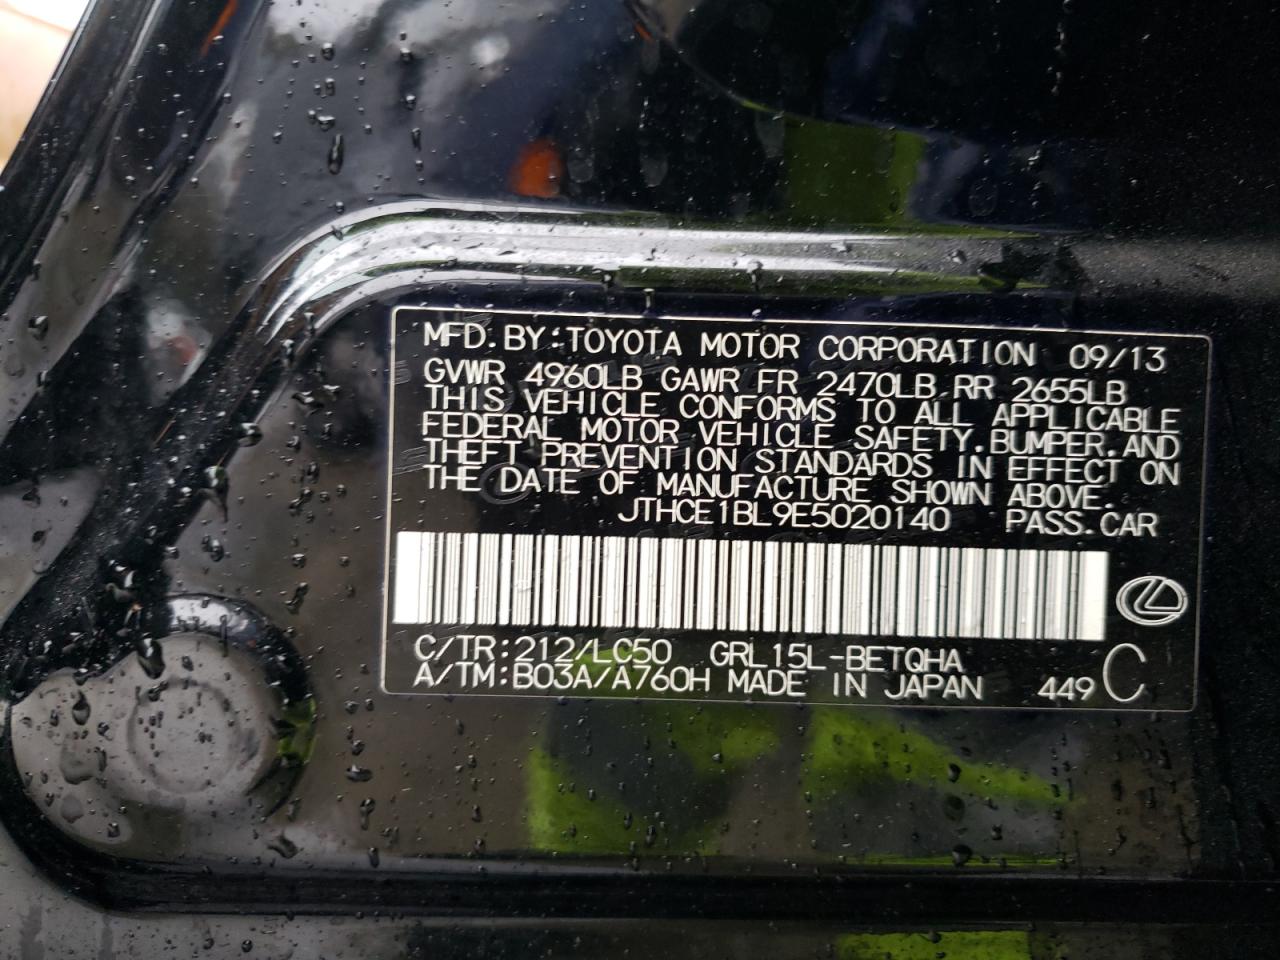 MFD. BY: TOYOTA MOTOR CORPORATION 09/13
GVWR 4960LB GAWR FR 2470LB RR 2655LB
THIS VEHICLE CONFORMS TO ALL APPLICABLE
FEDERAL MOTOR VEHICLE SAFETY, BUMPER, AND
THEFT PREVENTION STANDARDS IN EFFECT ON
THE DATE OF MANUFACTURE SHOWN ABOVE.
JTHCE1BL9E5020140 PASS. CAR
C/TR: 212/LC50 GRL15L-BETQHA
A/TM: B03A/A760H MADE IN JAPAN 449 C